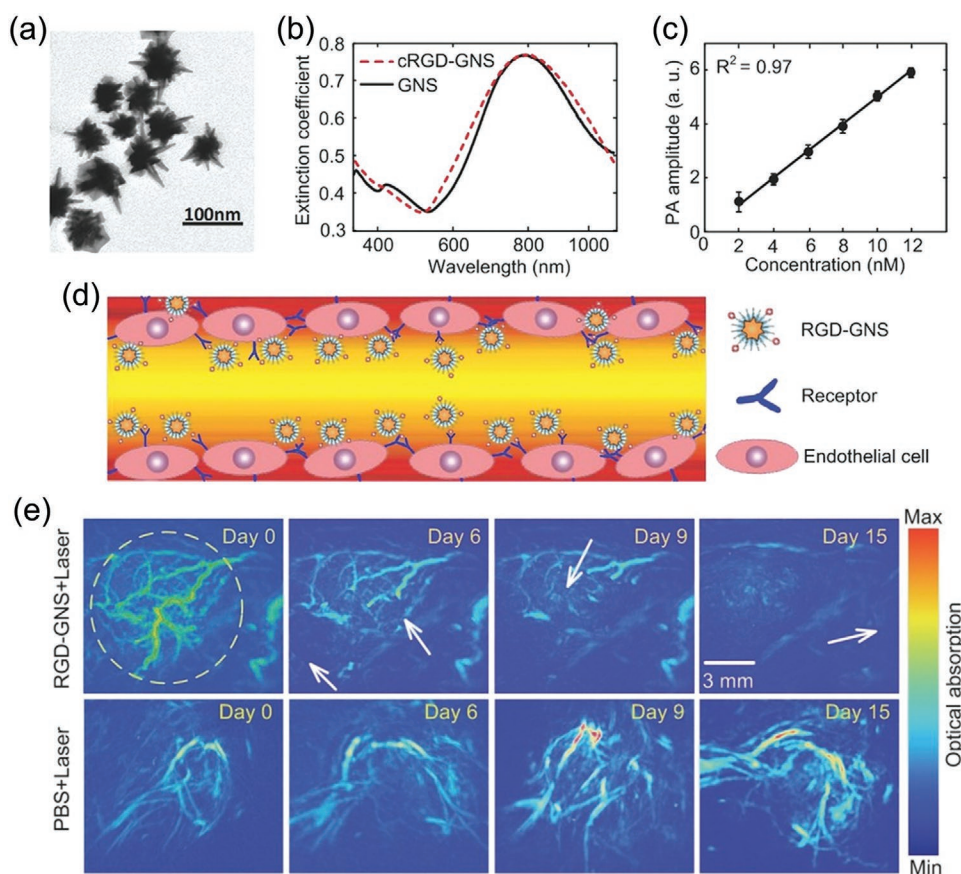 (a)
100nm
(b)
Extinction coefficient
0.8
0.7
0.6
0.5
0.4
0.3
cRGD-GNS
GNS
400 600 800 1000
Wavelength (nm)
(c)
PA amplitude (a. u.)
R² = 0.97
6
4
2
0
0 2 4 6 8 10 12
Concentration (nM)
(d)
RGD-GNS
Receptor
Endothelial cell
(e)
RGD-GNS+Laser
Day 0
Day 6
Day 9
Day 15
3 mm
PBS+Laser
Day 0
Day 6
Day 9
Day 15
Max
Optical absorption
Min